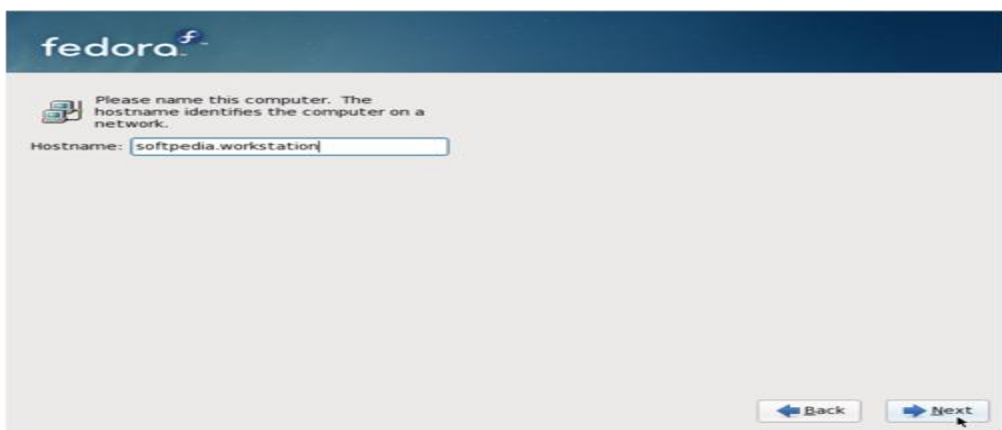 fedora
Please name this computer. The
hostname identifies the computer on a
network.
Hostname: softpedia.workstation
Back
Next